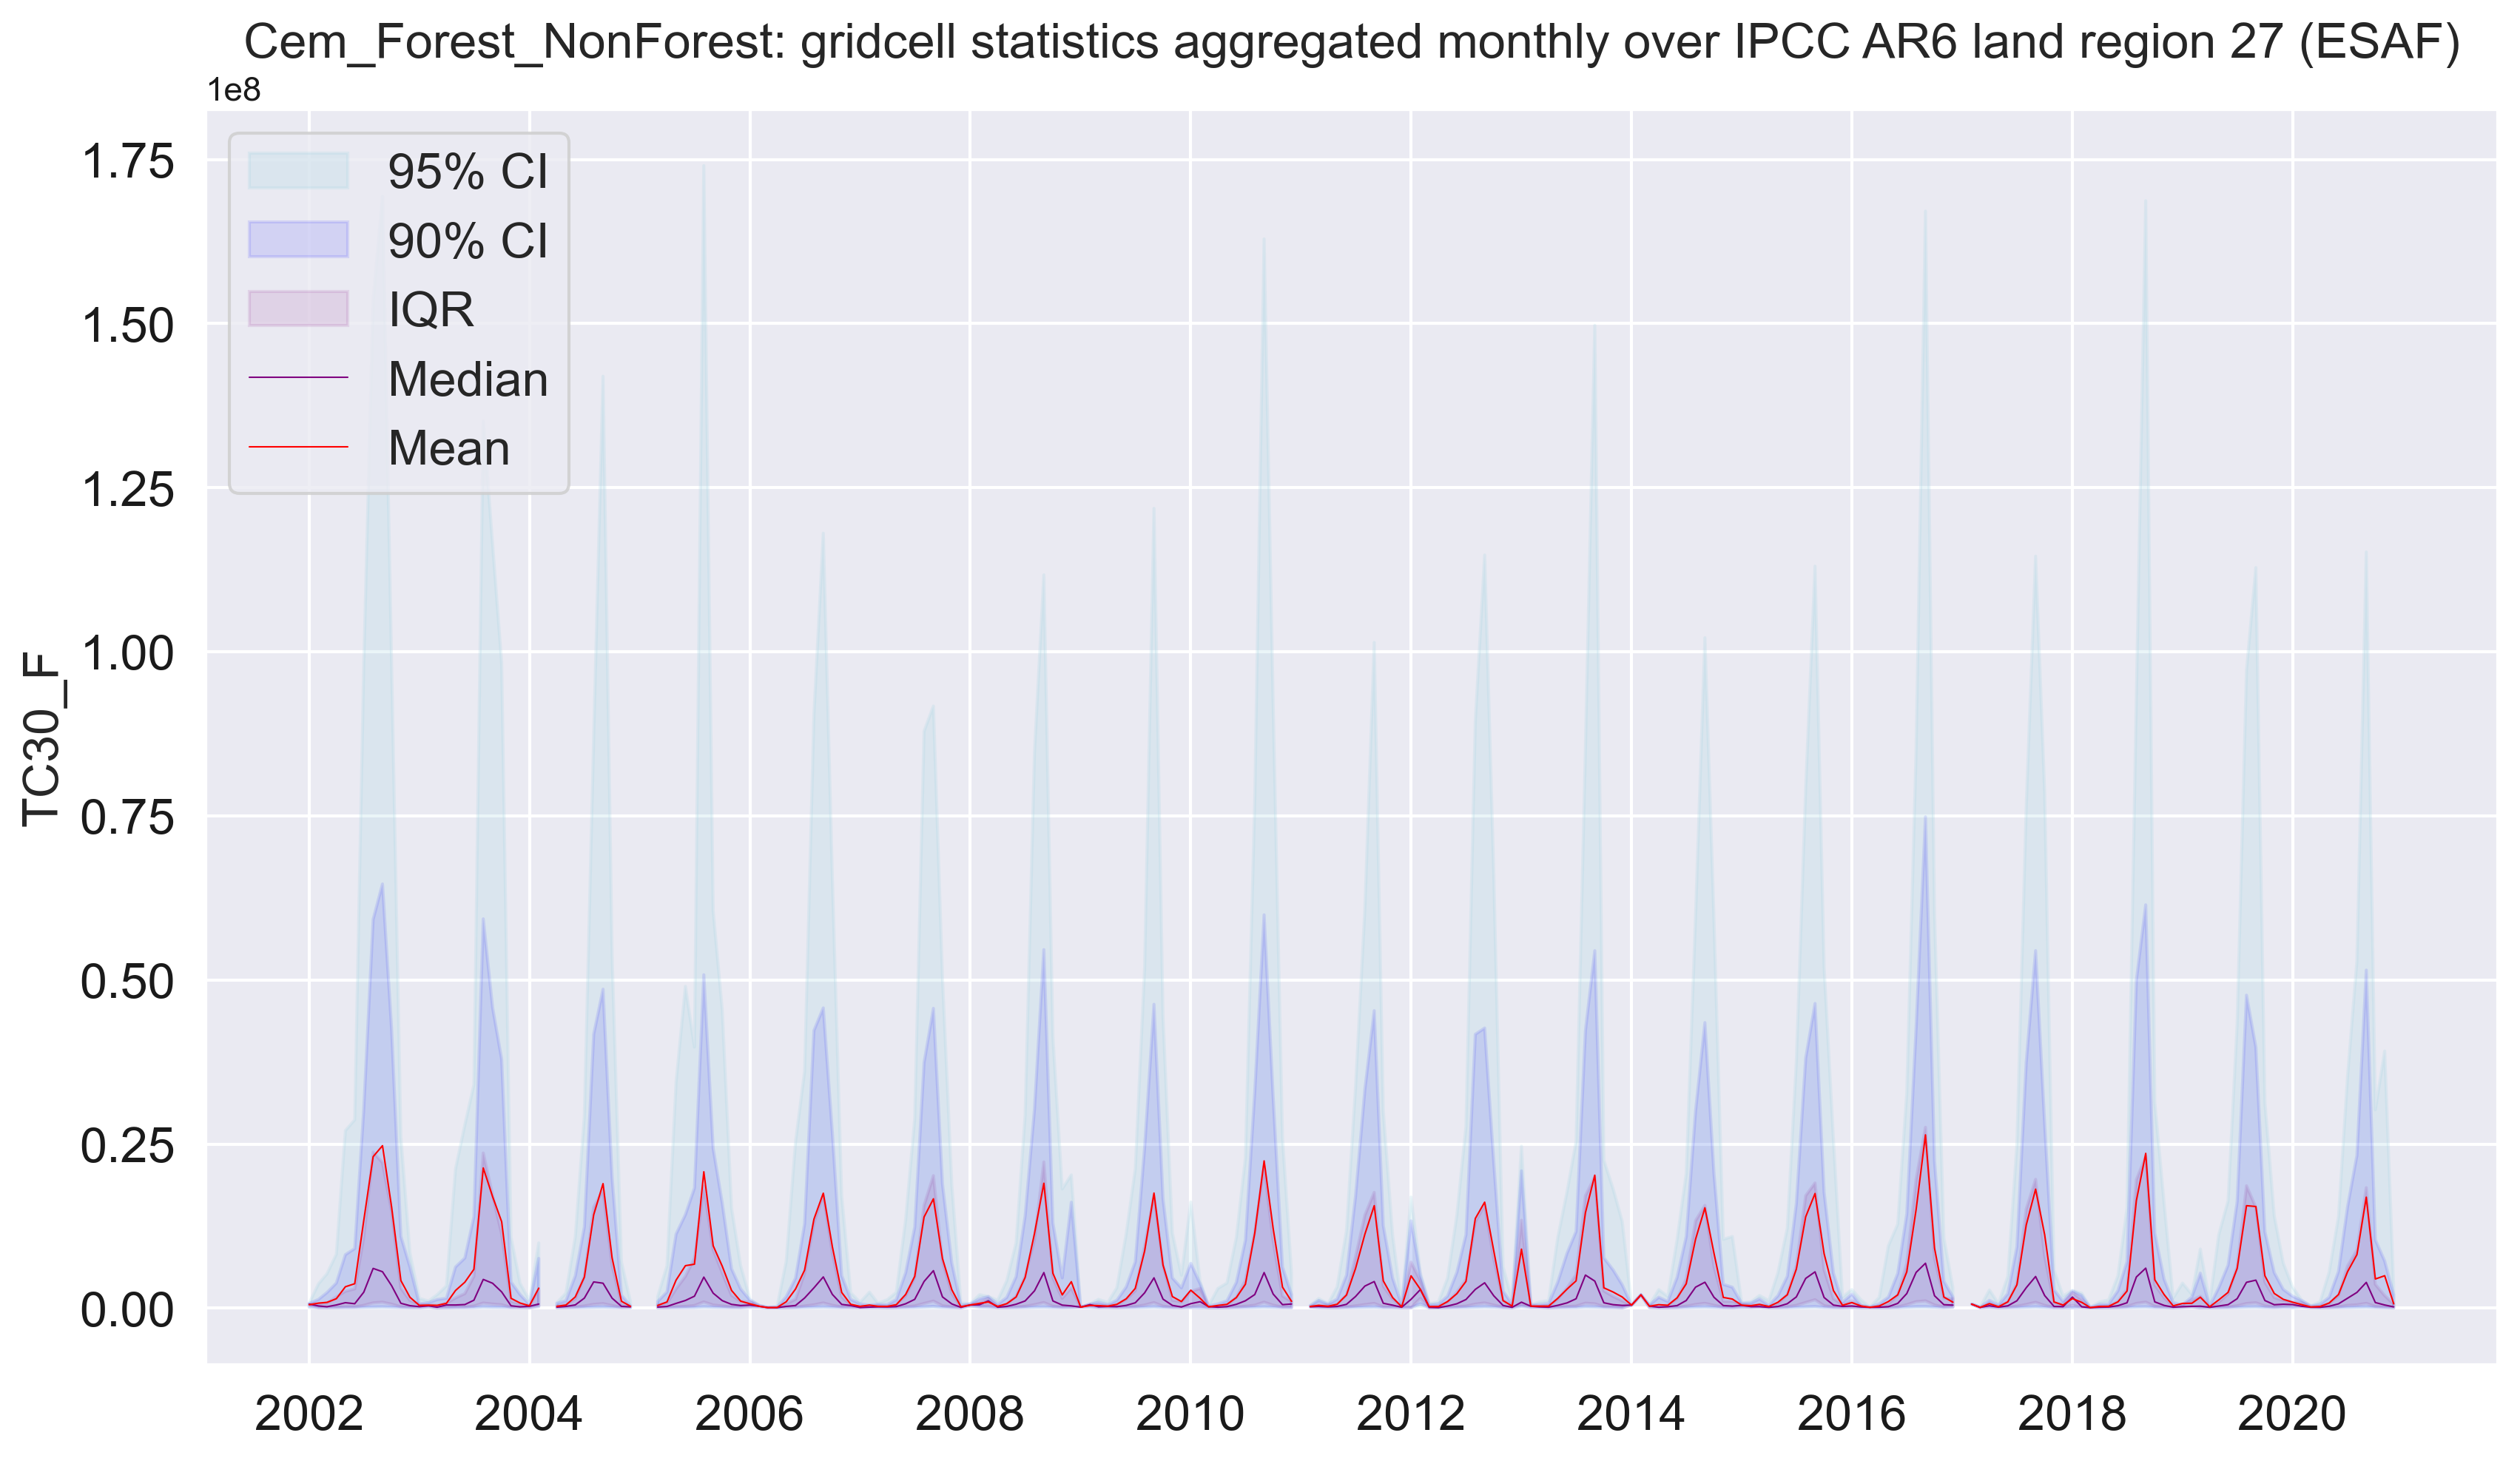 Cem_Forest_NonForest: gridcell statistics aggregated monthly over IPCC AR6 land region 27 (ESAF)
1e8
1.75
1.50
1.25
1.00
0.75
0.50
0.25
0.00
TC30_F
95% CI
90% CI
IQR
Median
Mean
2002 2004 2006 2008 2010 2012 2014 2016 2018 2020